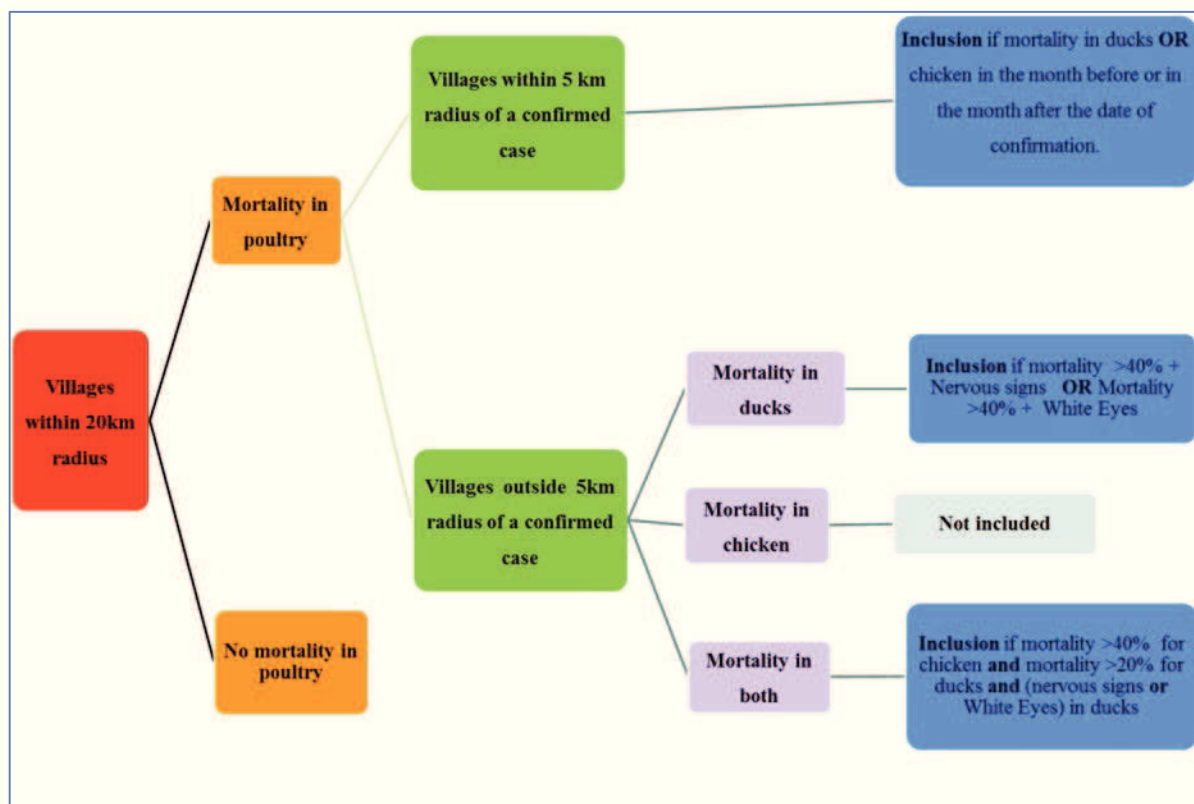 Villages
within 20km
radius
Mortality in
poultry
No mortality in
poultry
Villages within 5 km
radius of a confirmed
case
Villages outside 5km
radius of a confirmed
case
Inclusion if mortality in ducks OR
chicken in the month before or in
the month after the date of
confirmation.
Mortality in
ducks
Inclusion if mortality >40% +
Nervous signs OR Mortality
>40% + White Eyes
Mortality in
chicken
Not included
Mortality in
both
Inclusion if mortality >40% for
chicken and mortality >20% for
ducks and (nervous signs or
White Eyes) in ducks